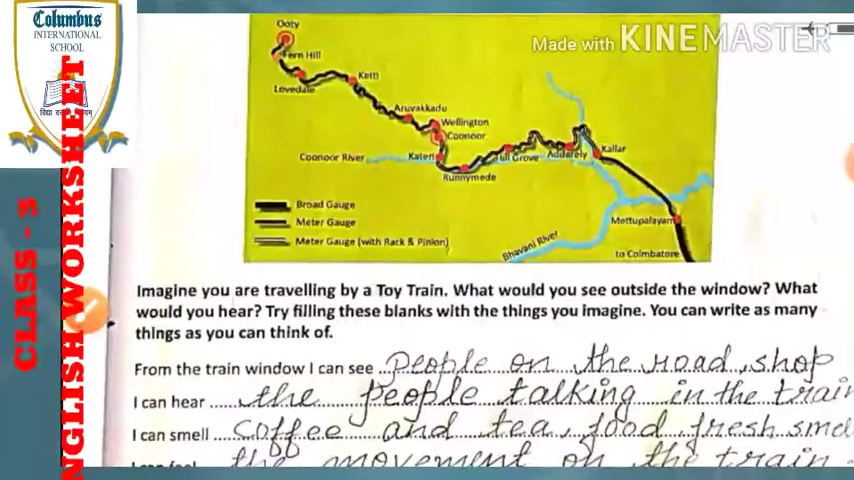 Columbus
INTERNATIONAL
SCHOOL
विद्या
CLASS - 3
ENGLISH WORKSHEET
Made with KINEMASTER
Ooty
Fern Hill
Lovedale
Ketti
Aruvakkadu
Wellington
Coonoor
Kateri
Coonoor River
Runnymede
Hill Grove
Adderely
Kallar
Mettupalayam
Bhavani River
to Coimbatore
Broad Gauge
Meter Gauge
Meter Gauge (with Rack & Pinion)
Imagine you are travelling by a Toy Train. What would you see outside the window? What
would you hear? Try filling these blanks with the things you imagine. You can write as many
things as you can think of.
From the train window I can see people on the road, shop
I can hear the people talking in the train
I can smell coffee and tea, food, fresh smel
I can feel the movement on the train.